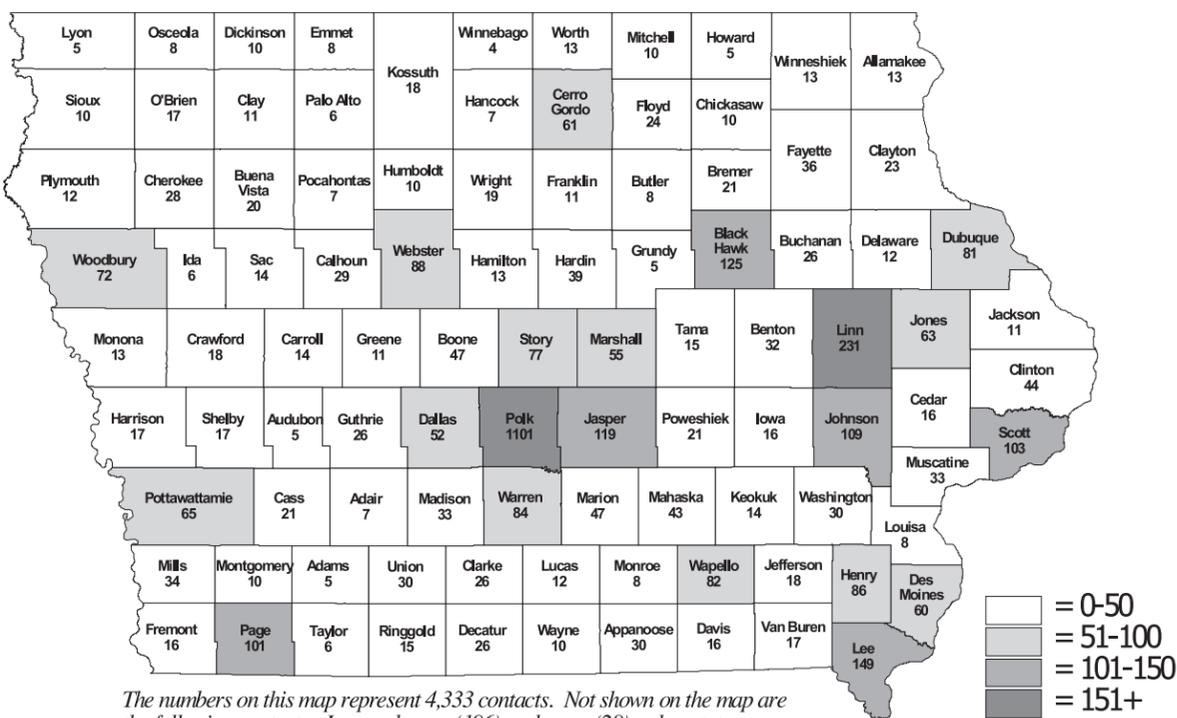 Lyon
5
Osceola
8
Dickinson
10
Emmet
8
Kossuth
18
Winnebago
4
Worth
13
Mitchell
10
Howard
5
Winneshiek
13
Allamakee
13
Sioux
10
O'Brien
17
Clay
11
Palo Alto
6
Hancock
7
Cerro
Gordo
61
Floyd
24
Chickasaw
10
Fayette
36
Clayton
23
Plymouth
12
Cherokee
28
Buena
Vista
20
Pocahontas
7
Humboldt
10
Wright
19
Franklin
11
Butler
8
Bremer
21
Woodbury
72
Ida
6
Sac
14
Calhoun
29
Webster
88
Hamilton
13
Hardin
39
Grundy
5
Black
Hawk
125
Buchanan
26
Delaware
12
Dubuque
81
Monona
13
Crawford
18
Carroll
14
Greene
11
Boone
47
Story
77
Marshall
55
Tama
15
Benton
32
Linn
231
Jones
63
Jackson
11
Clinton
44
Harrison
17
Shelby
17
Audubon
5
Guthrie
26
Dallas
52
Polk
1101
Jasper
119
Poweshiek
21
Iowa
16
Johnson
109
Cedar
16
Scott
103
Muscatine
33
Pottawattamie
65
Cass
21
Adair
7
Madison
33
Warren
84
Marion
47
Mahaska
43
Keokuk
14
Washington
30
Louisa
8
Mills
34
Montgomery
10
Adams
5
Union
30
Clarke
26
Lucas
12
Monroe
8
Wapello
82
Jefferson
18
Henry
86
Des
Moines
60
Fremont
16
Page
101
Taylor
6
Ringgold
15
Decatur
26
Wayne
10
Appanoose
30
Davis
16
Van Buren
17
Lee
149
= 0-50
= 51-100
= 101-150
= 151+
The numbers on this map represent 4,333 contacts. Not shown on the map are